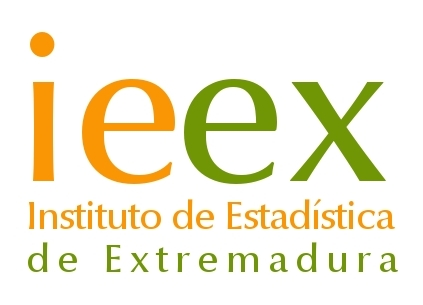 ieex
Instituto de Estadística
de Extremadura